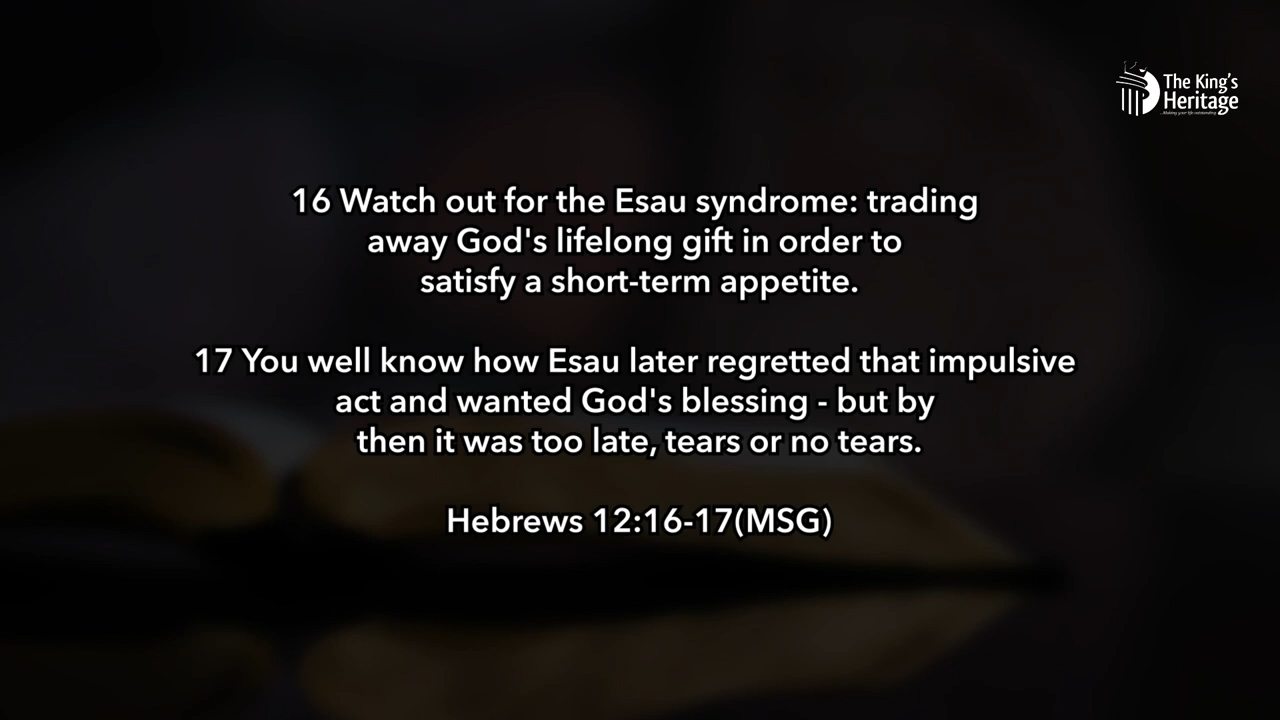 The King's
Heritage
16 Watch out for the Esau syndrome: trading
away God's lifelong gift in order to
satisfy a short-term appetite.
17 You well know how Esau later regretted that impulsive
act and wanted God's blessing - but by
then it was too late, tears or no tears.
Hebrews 12:16-17(MSG)